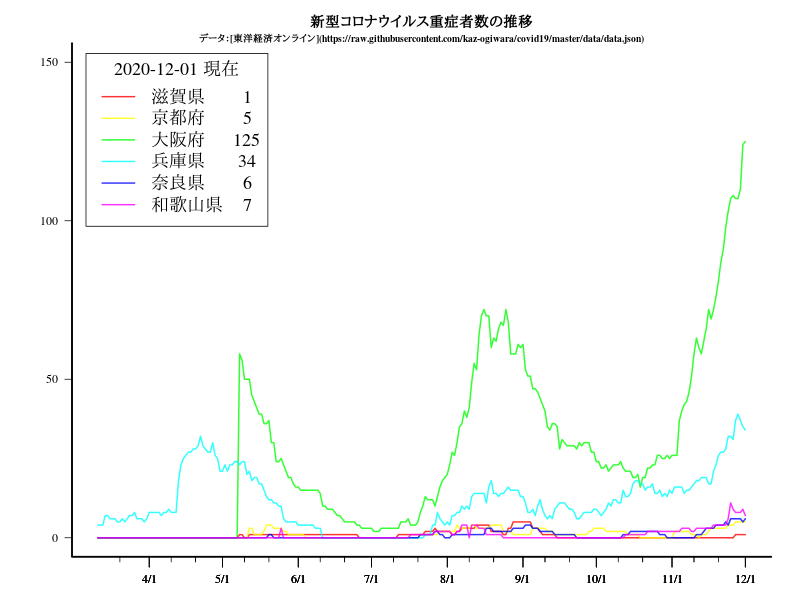 新型コロナウイルス重症者数の推移
データ:[東洋経済オンライン](https://raw.githubusercontent.com/kaz-ogiwara/covid19/master/data/data.json)
150
2020-12-01 現在
滋賀県 1
京都府 5
大阪府 125
兵庫県 34
奈良県 6
和歌山県 7
100
50
0
4/1 5/1 6/1 7/1 8/1 9/1 10/1 11/1 12/1